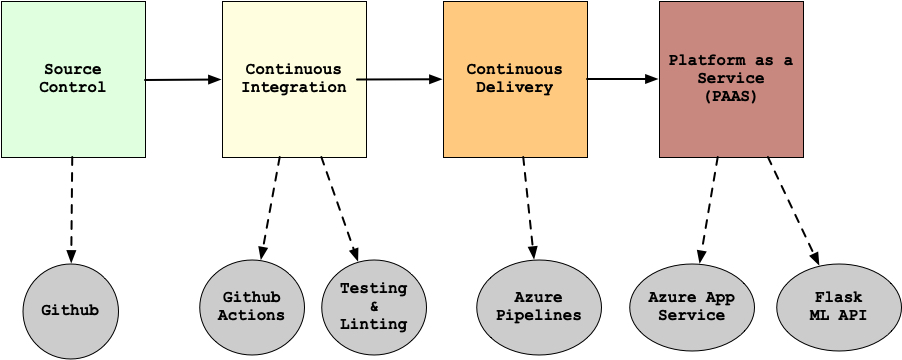 Source
Control
Continuous
Integration
Continuous
Delivery
Platform as a
Service
(PAAS)
Github
Github
Actions
Testing
&
Linting
Azure
Pipelines
Azure App
Service
Flask
ML API